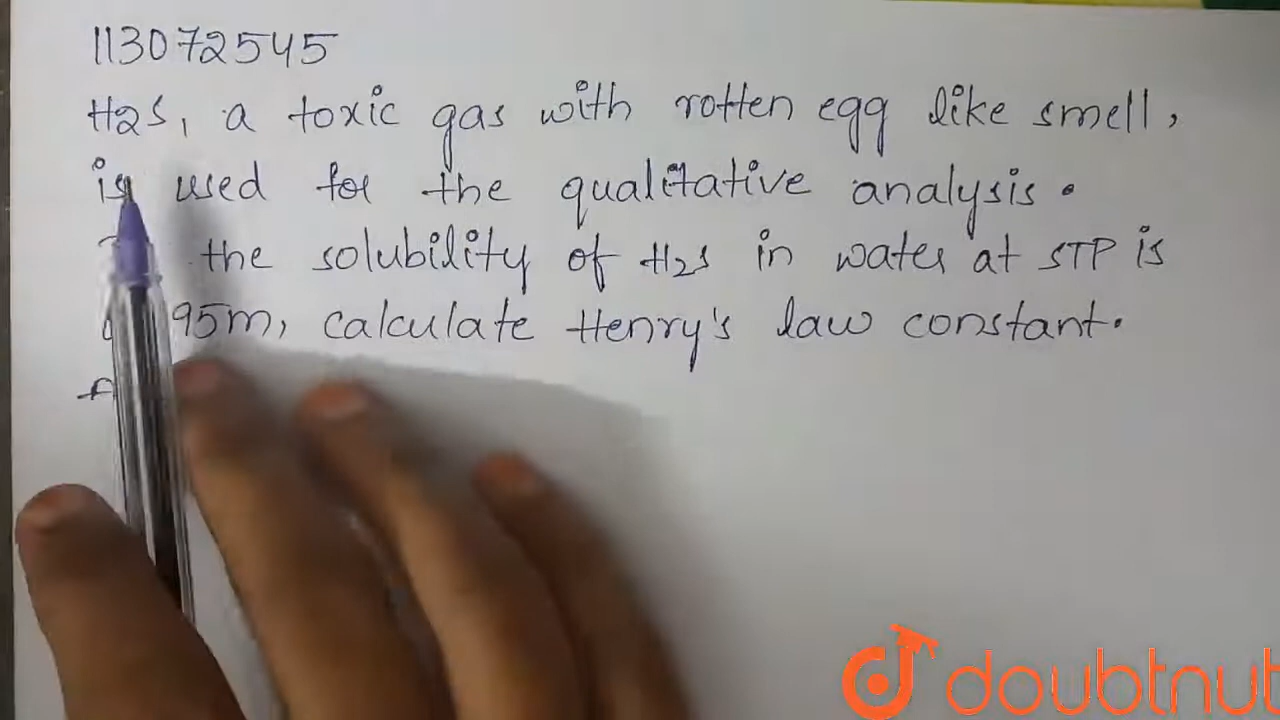 113072545
H2S, a toxic gas with rotten egg like smell,
is used for the qualitative analysis.
the solubility of H2S in water at STP is
95m, calculate Henry's law constant.
doubtnut